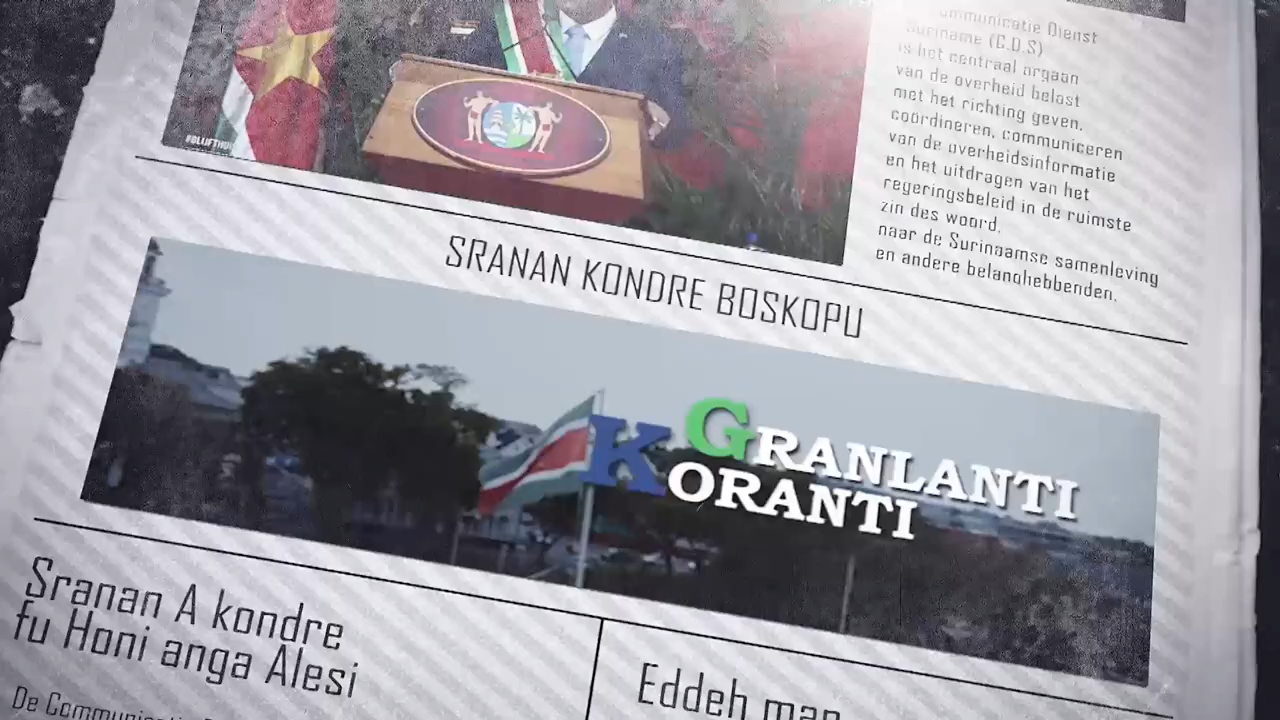 Communicatie Dienst
Suriname (C.D.S)
is het centraal orgaan
van de overheid belast
met het richting geven,
coördineren, communiceren
van de overheidsinformatie
en het uitdragen van het
regeringsbeleid in de ruimste
zin des woord,
naar de Surinaamse samenleving
en andere belanghebbenden.
SRANAN KONDRE BOSKOPU
GRANLANTI
KORANTI
Sranan A kondre
fu Honi anga Alesi
Eddeh man
De